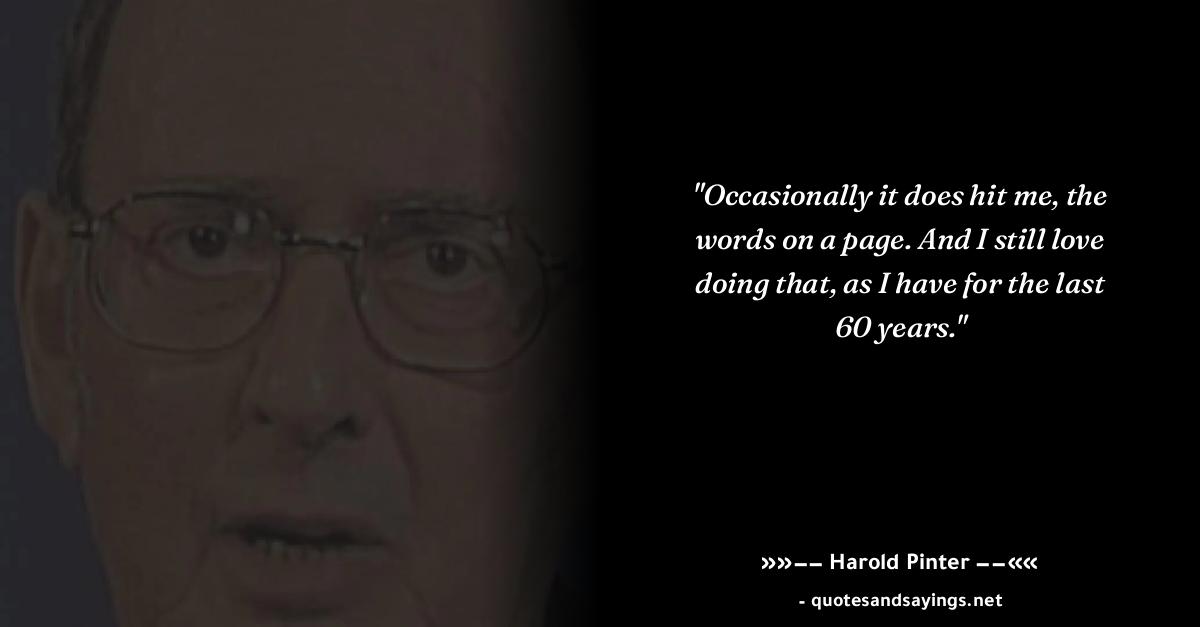 "Occasionally it does hit me, the
words on a page. And I still love
doing that, as I have for the last
60 years."
»»–– Harold Pinter ––««
- quotesandsayings.net